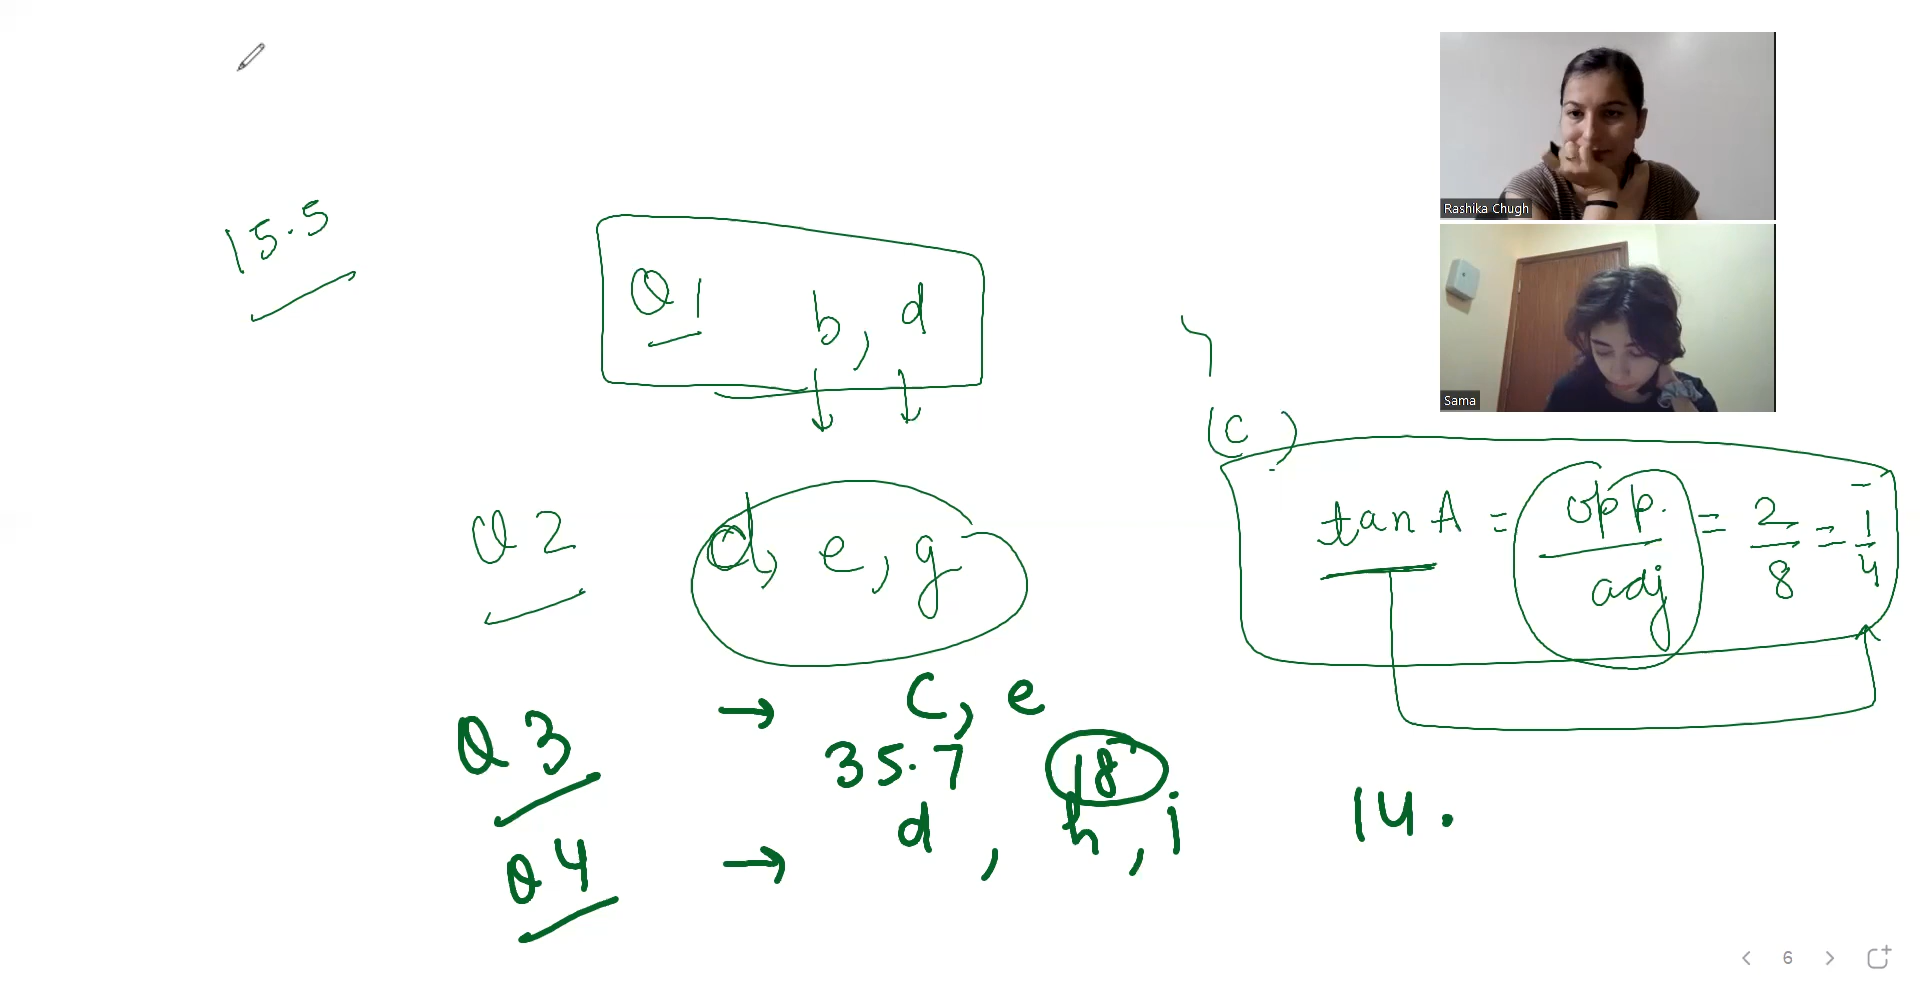 15.5
Q1 b, d
(c)
tan A = opp. / adj = 2/8 = 1/4
Q2 d, e, g
Q3 → c, e
35.7 18
Q4 → d, h, i
14.
Rashika Chugh
Sama
6